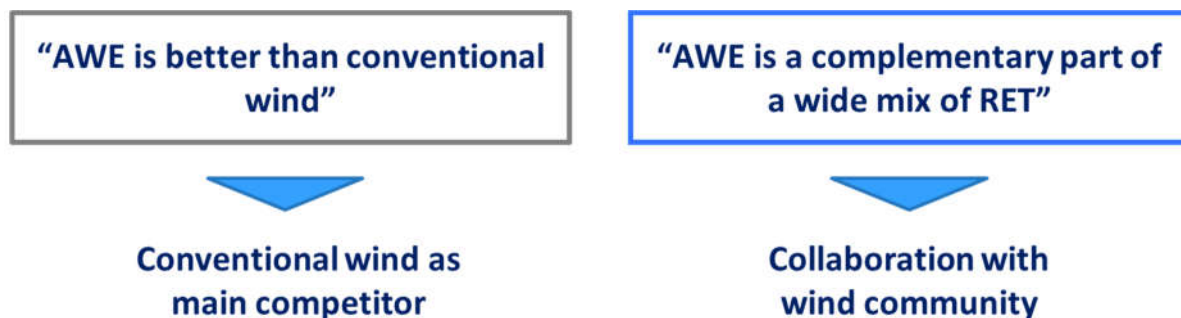 “AWE is better than conventional
wind”
“AWE is a complementary part of
a wide mix of RET”
Conventional wind as
main competitor
Collaboration with
wind community